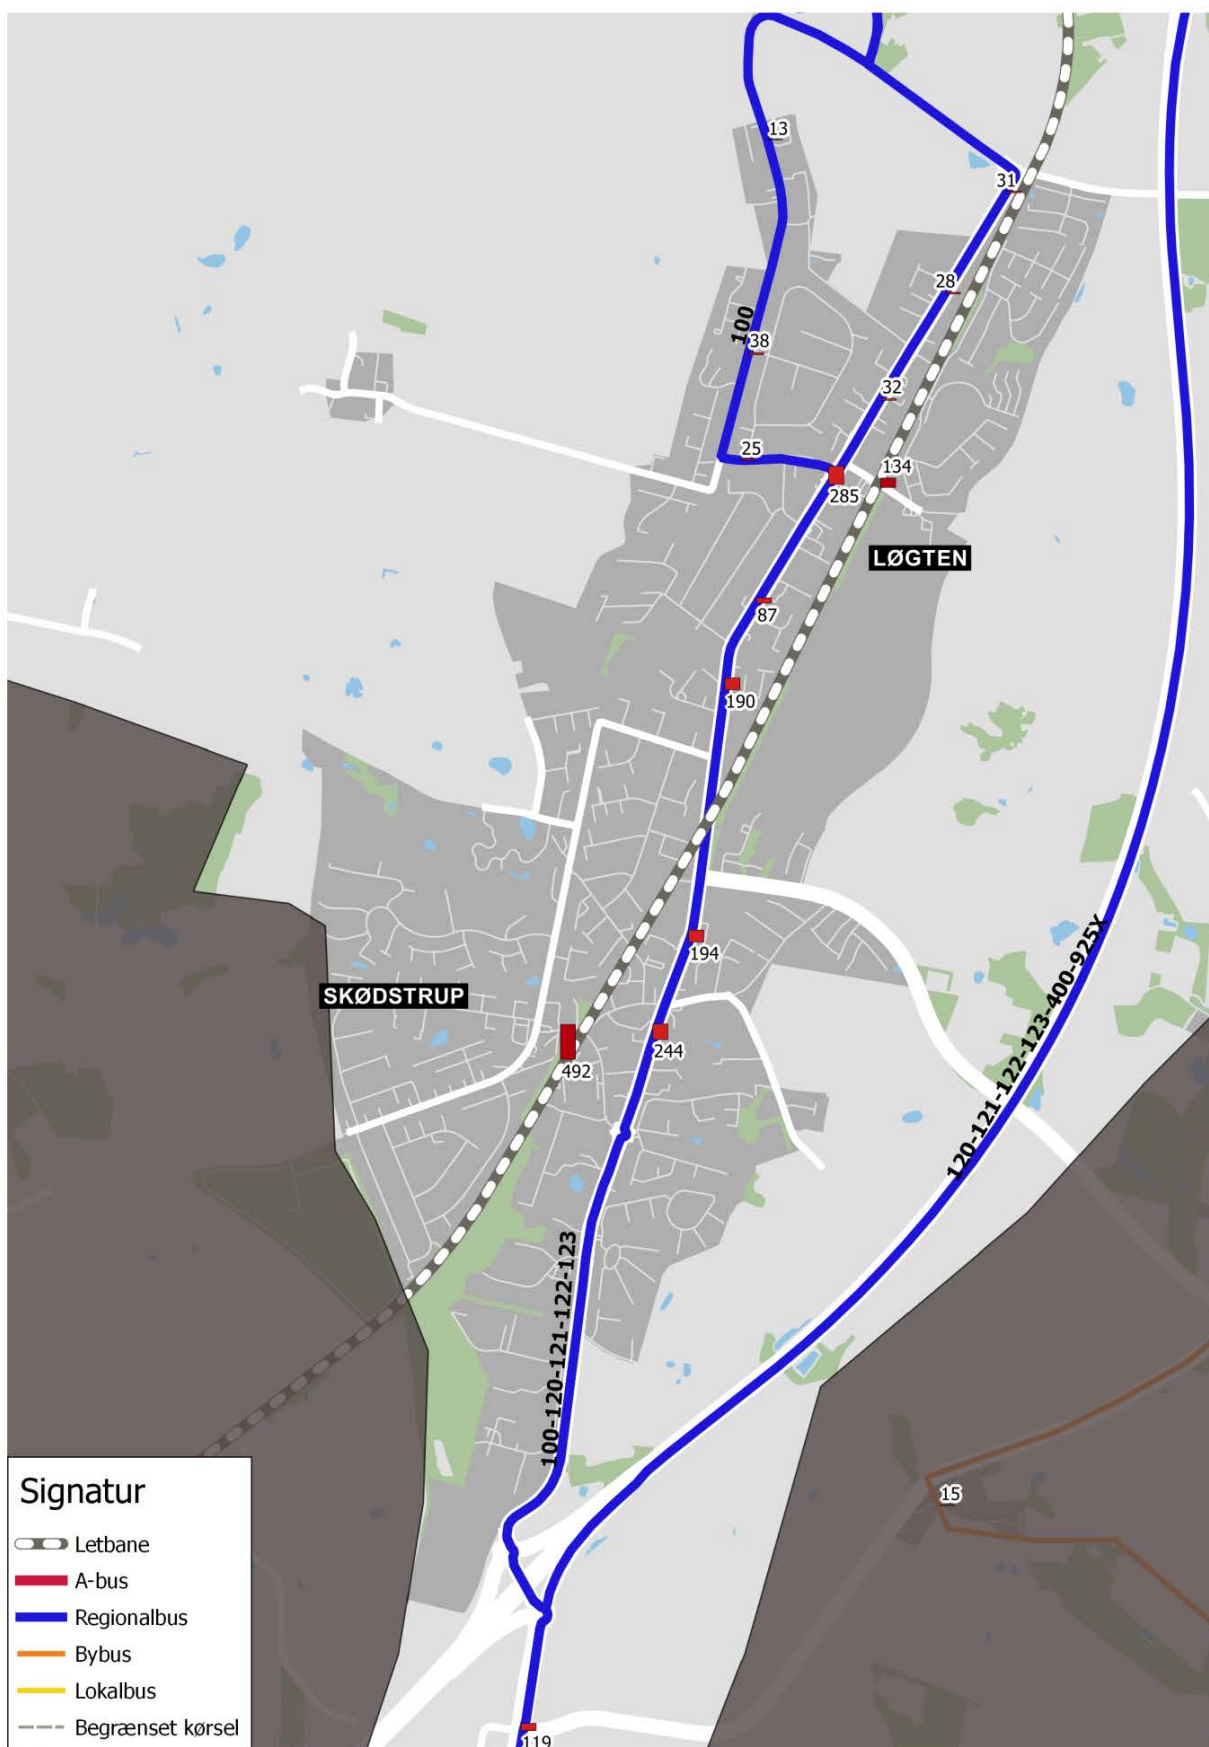 13
31
28
100
38
32
25
134
285
LØGTEN
87
190
194
120-121-122-123-400-925X
SKØDSTRUP
244
492
100-120-121-122-123
15
Signatur
Letbane
A-bus
Regionalbus
Bybus
Lokalbus
Begrænset kørsel
119